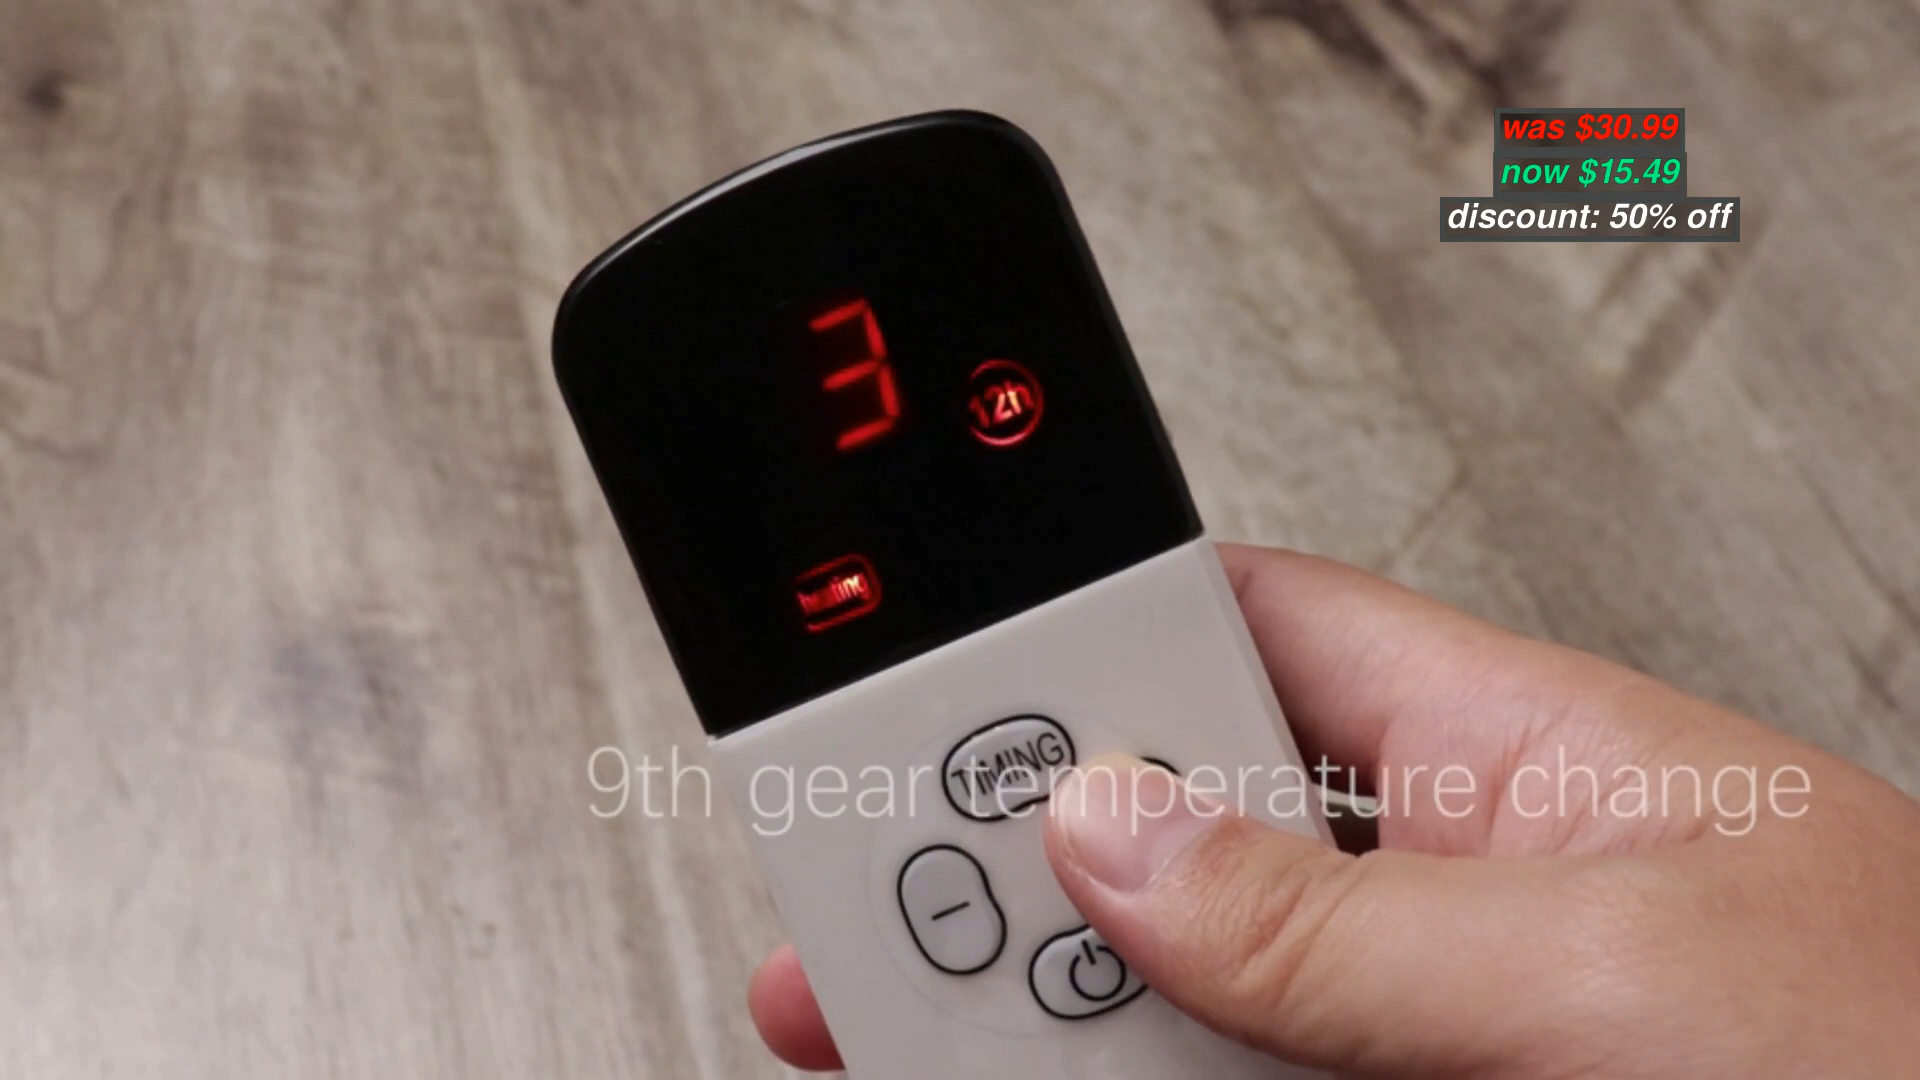 was $30.99
now $15.49
discount: 50% off
3
12h
heating
TIMING
9th gear temperature change